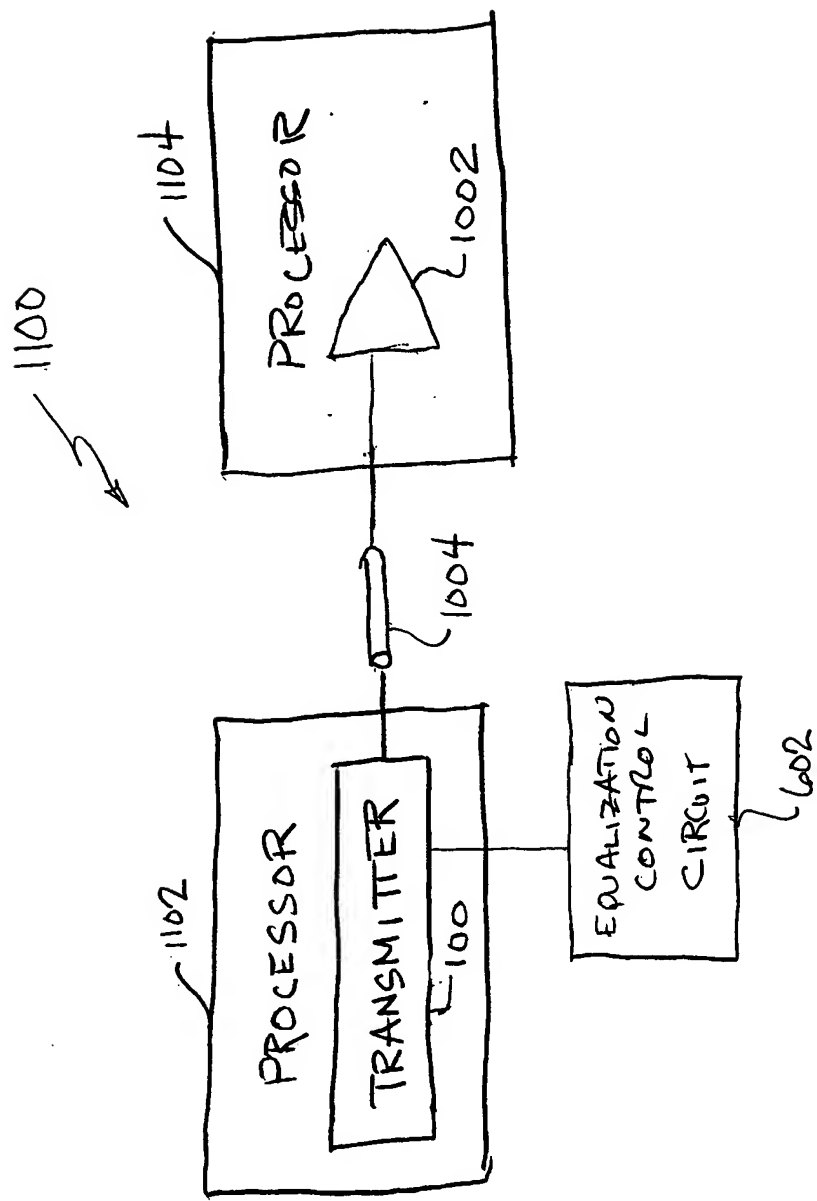 1100
1102
PROCESSOR
TRANSMITTER
100
1004
1104
PROCESSOR
1002
EQUALIZATION
CONTROL
CIRCUIT
602